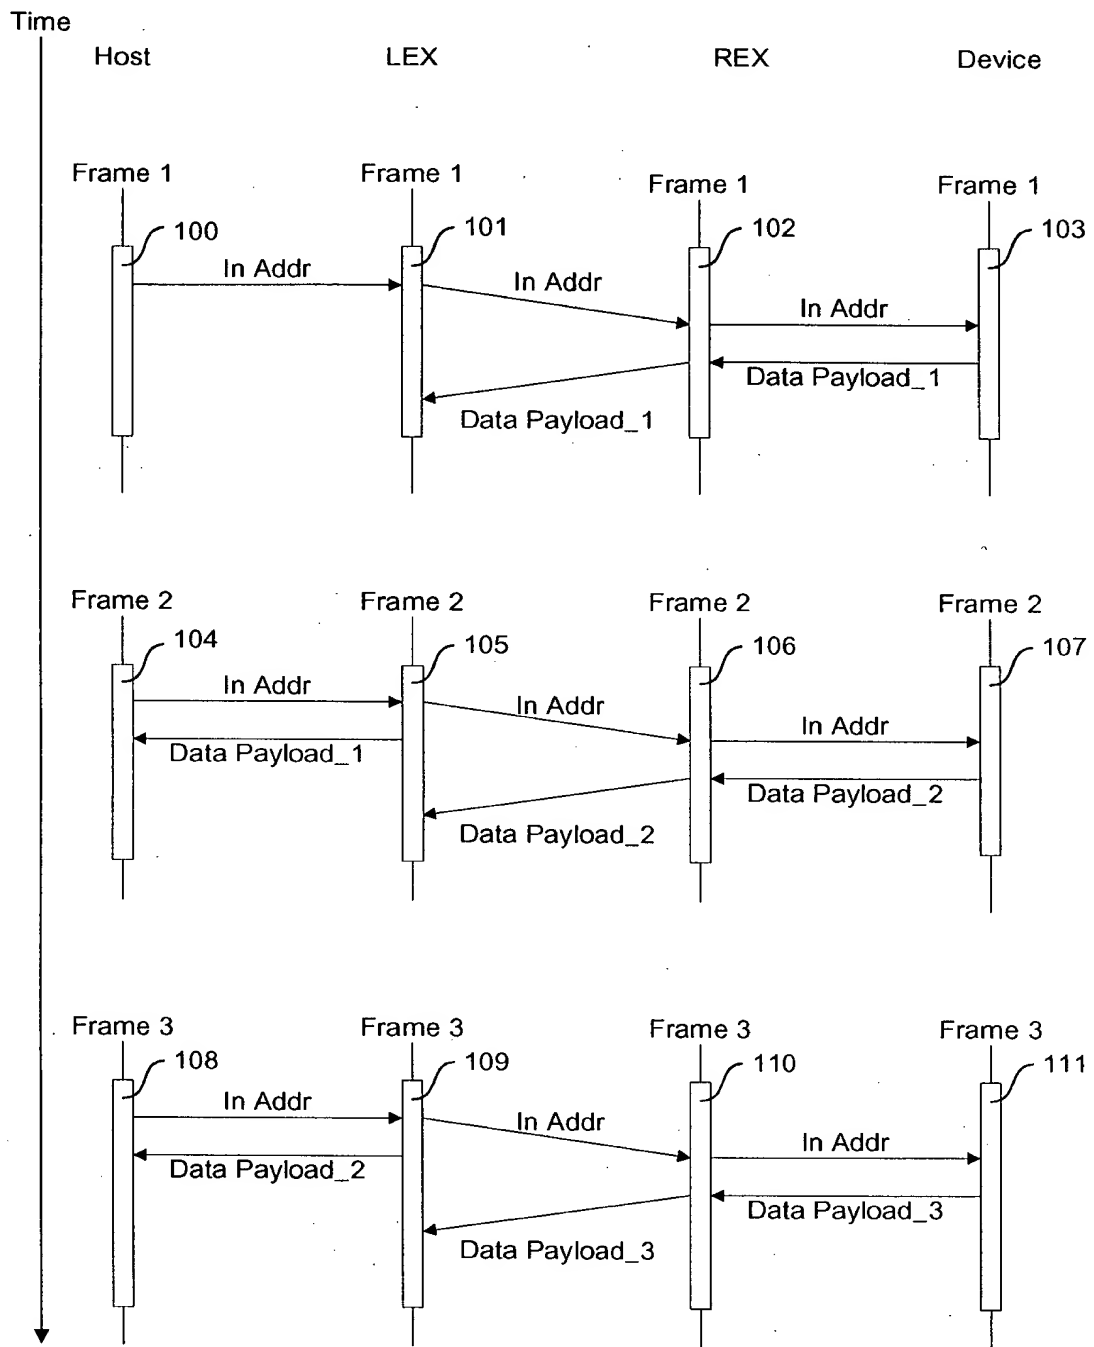 Time
Host LEX REX Device
Frame 1 Frame 1 Frame 1 Frame 1
100 101 102 103
In Addr In Addr In Addr
Data Payload_1 Data Payload_1
Frame 2 Frame 2 Frame 2 Frame 2
104 105 106 107
In Addr In Addr In Addr
Data Payload_1 Data Payload_2 Data Payload_2
Frame 3 Frame 3 Frame 3 Frame 3
108 109 110 111
In Addr In Addr In Addr
Data Payload_2 Data Payload_3 Data Payload_3